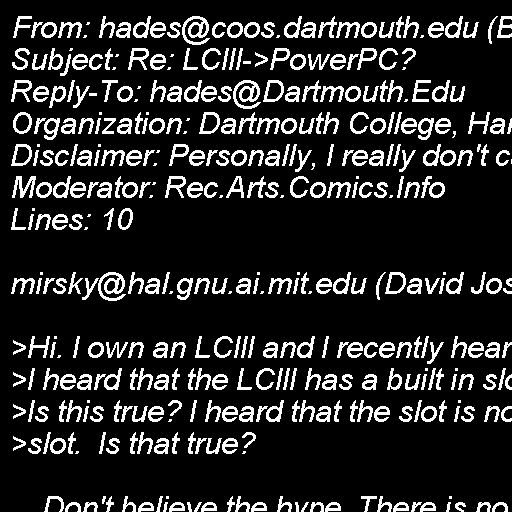 From: hades@coos.dartmouth.edu (B
Subject: Re: LCIII->PowerPC?
Reply-To: hades@Dartmouth.Edu
Organization: Dartmouth College, Han
Disclaimer: Personally, I really don't c
Moderator: Rec.Arts.Comics.Info
Lines: 10

mirsky@hal.gnu.ai.mit.edu (David Jos

>Hi. I own an LCIII and I recently hear
>I heard that the LCIII has a built in slo
>Is this true? I heard that the slot is no
>slot.  Is that true?

Don't believe the hype. There is no